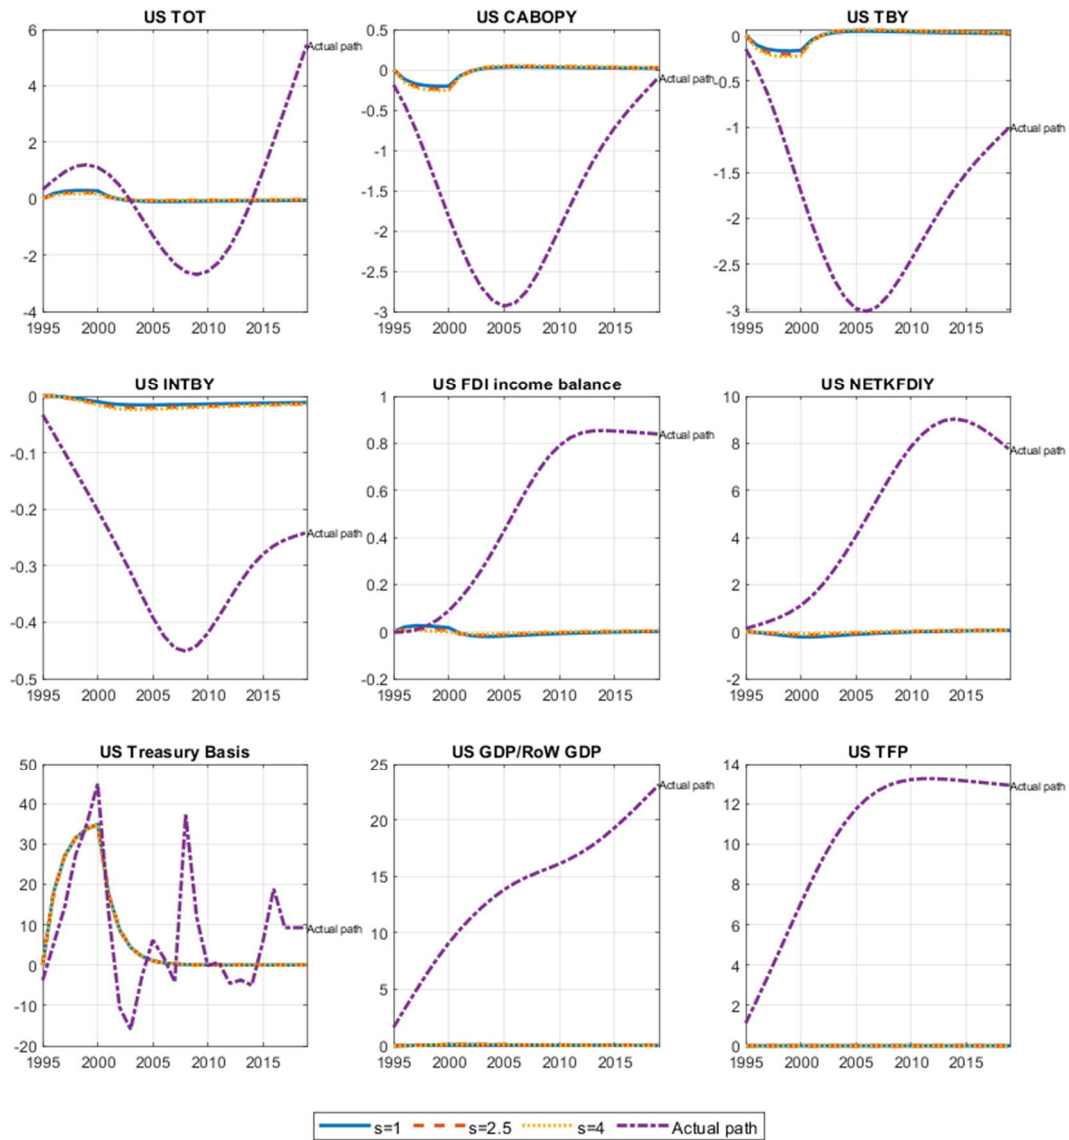 US TOT
6
4
2
0
-2
-4
1995 2000 2005 2010 2015
Actual path
US CABOPY
0.5
0
-0.5
-1
-1.5
-2
-2.5
-3
1995 2000 2005 2010 2015
Actual path
US TBY
0
-0.5
-1
-1.5
-2
-2.5
-3
1995 2000 2005 2010 2015
Actual path
US INTBY
0
-0.1
-0.2
-0.3
-0.4
-0.5
1995 2000 2005 2010 2015
Actual path
US FDI income balance
1
0.8
0.6
0.4
0.2
0
-0.2
1995 2000 2005 2010 2015
Actual path
US NETKFDIY
10
8
6
4
2
0
-2
1995 2000 2005 2010 2015
Actual path
US Treasury Basis
50
40
30
20
10
0
-10
-20
1995 2000 2005 2010 2015
Actual path
US GDP/RoW GDP
25
20
15
10
5
0
1995 2000 2005 2010 2015
Actual path
US TFP
14
12
10
8
6
4
2
0
1995 2000 2005 2010 2015
Actual path
s=1 s=2.5 s=4 Actual path